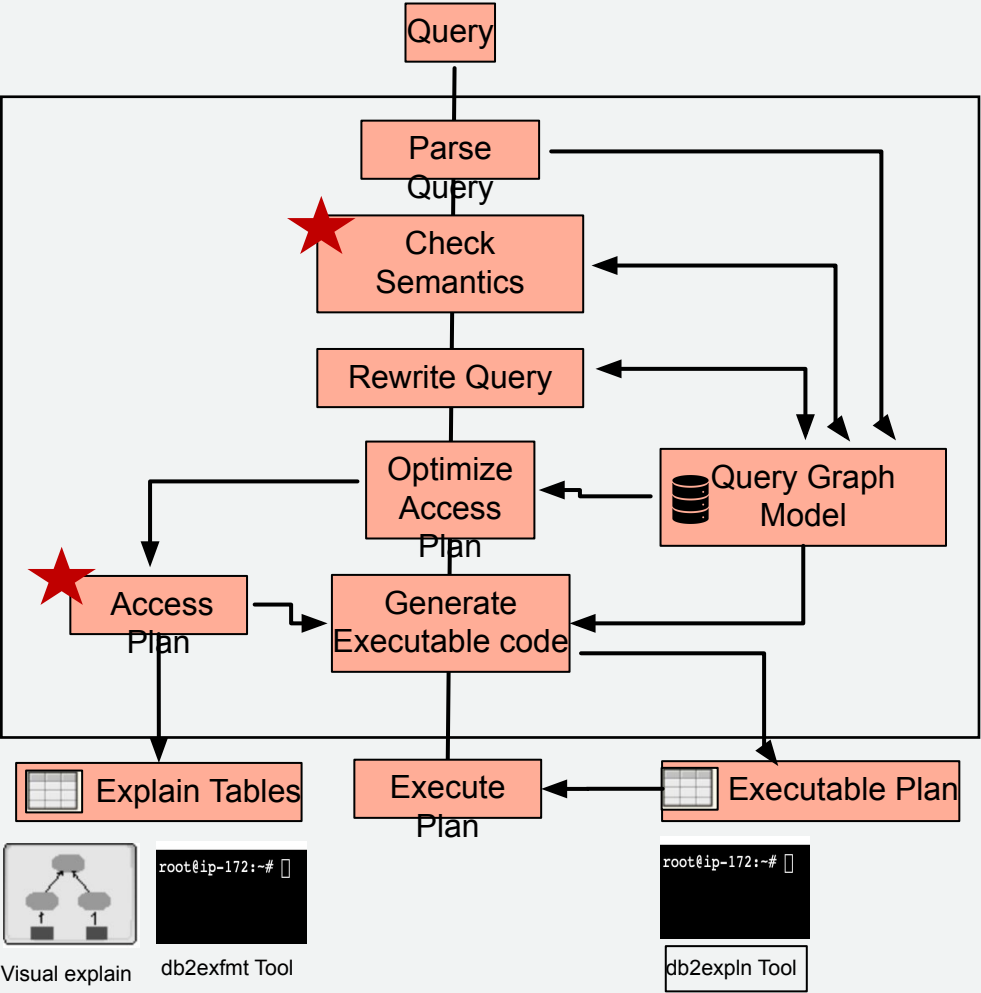 Query
Parse
Query
Check
Semantics
Rewrite Query
Optimize
Access
Plan
Query Graph
Model
Access
Plan
Generate
Executable code
Explain Tables
Execute
Plan
Executable Plan
root@ip-172:~#
root@ip-172:~#
Visual explain
db2exfmt Tool
db2expln Tool